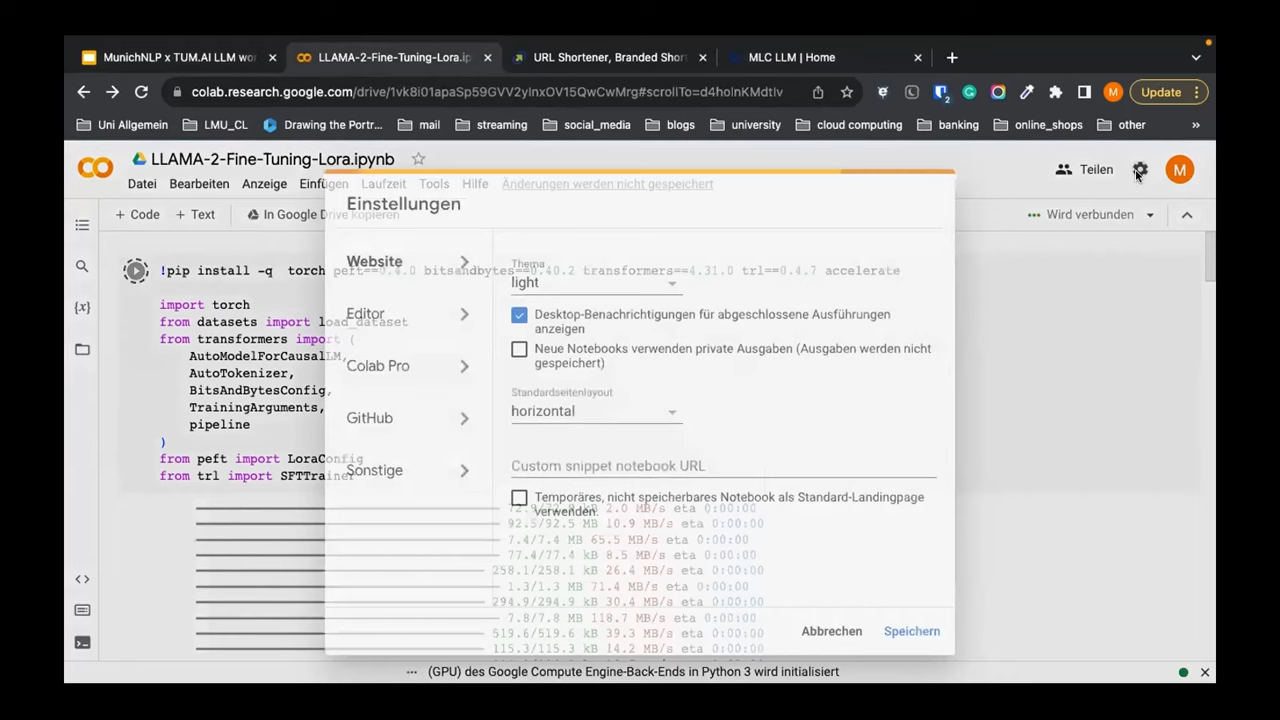 MunichNLP x TUM.AI LLM wo
LLAMA-2-Fine-Tuning-Lora.ip
URL Shortener, Branded Shor
MLC LLM | Home
colab.research.google.com/drive/1vk8i01apaSp59GVV2yInxOV15QwCwMrg#scrollTo=d4hoInKMdtIv
M
Update
Uni Allgemein
LMU_CL
Drawing the Portr...
mail
streaming
social_media
blogs
university
cloud computing
banking
online_shops
other
»
LLAMA-2-Fine-Tuning-Lora.ipynb
Teilen
M
Datei Bearbeiten Anzeige Einfügen Laufzeit Tools Hilfe Änderungen werden nicht gespeichert
+ Code + Text In Google Drive kopieren
Wird verbunden
Einstellungen
Website
Editor
Colab Pro
GitHub
Sonstige
Thema
light
Desktop-Benachrichtigungen für abgeschlossene Ausführungen
anzeigen
Neue Notebooks verwenden private Ausgaben (Ausgaben werden nicht
gespeichert)
Standardseitenlayout
horizontal
Custom snippet notebook URL
Temporäres, nicht speicherbares Notebook als Standard-Landingpage
verwenden.
Abbrechen
Speichern
!pip install -q torch peft==0.4.0 bitsandbytes==0.40.2 transformers==4.31.0 trl==0.4.7 accelerate
import torch
from datasets import load_dataset
from transformers import (
AutoModelForCausalLM,
AutoTokenizer,
BitsAndBytesConfig,
TrainingArguments,
pipeline
)
from peft import LoraConfig
from trl import SFTTrainer
72.9/72.9 kB 2.0 MB/s eta 0:00:00
92.5/92.5 MB 10.9 MB/s eta 0:00:00
7.4/7.4 MB 65.5 MB/s eta 0:00:00
77.4/77.4 kB 8.5 MB/s eta 0:00:00
258.1/258.1 kB 26.4 MB/s eta 0:00:00
1.3/1.3 MB 71.4 MB/s eta 0:00:00
294.9/294.9 kB 30.4 MB/s eta 0:00:00
7.8/7.8 MB 118.7 MB/s eta 0:00:00
519.6/519.6 kB 39.3 MB/s eta 0:00:00
115.3/115.3 kB 14.2 MB/s eta 0:00:00
(GPU) des Google Compute Engine-Back-Ends in Python 3 wird initialisiert